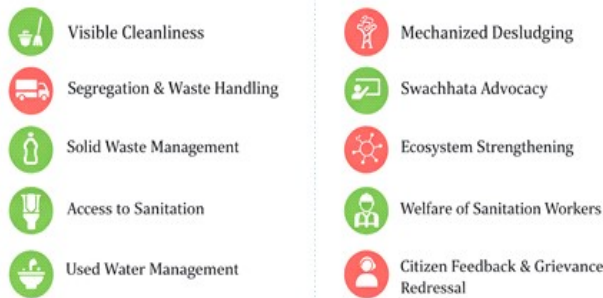 Visible Cleanliness
Segregation & Waste Handling
Solid Waste Management
Access to Sanitation
Used Water Management
Mechanized Desludging
Swachhata Advocacy
Ecosystem Strengthening
Welfare of Sanitation Workers
Citizen Feedback & Grievance
Redressal